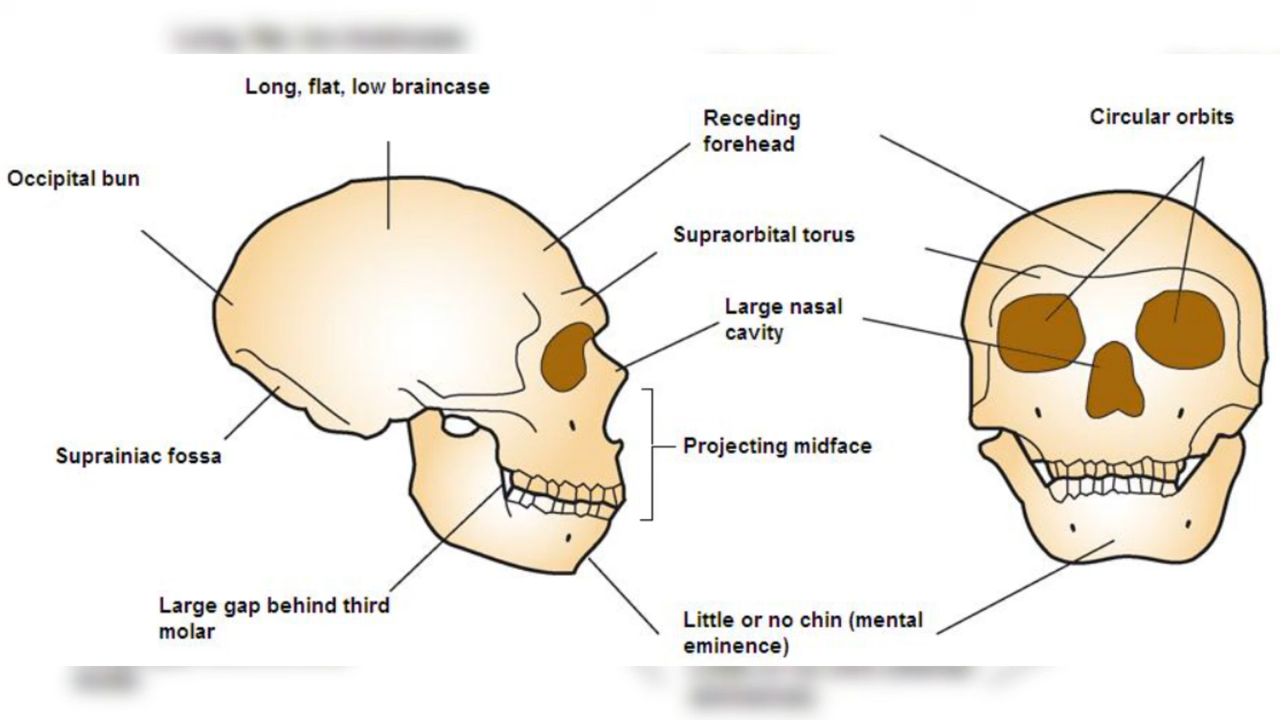 Long, flat, low braincase
Receding
forehead
Circular orbits
Occipital bun
Supraorbital torus
Large nasal
cavity
Projecting midface
Suprainiac fossa
Large gap behind third
molar
Little or no chin (mental
eminence)